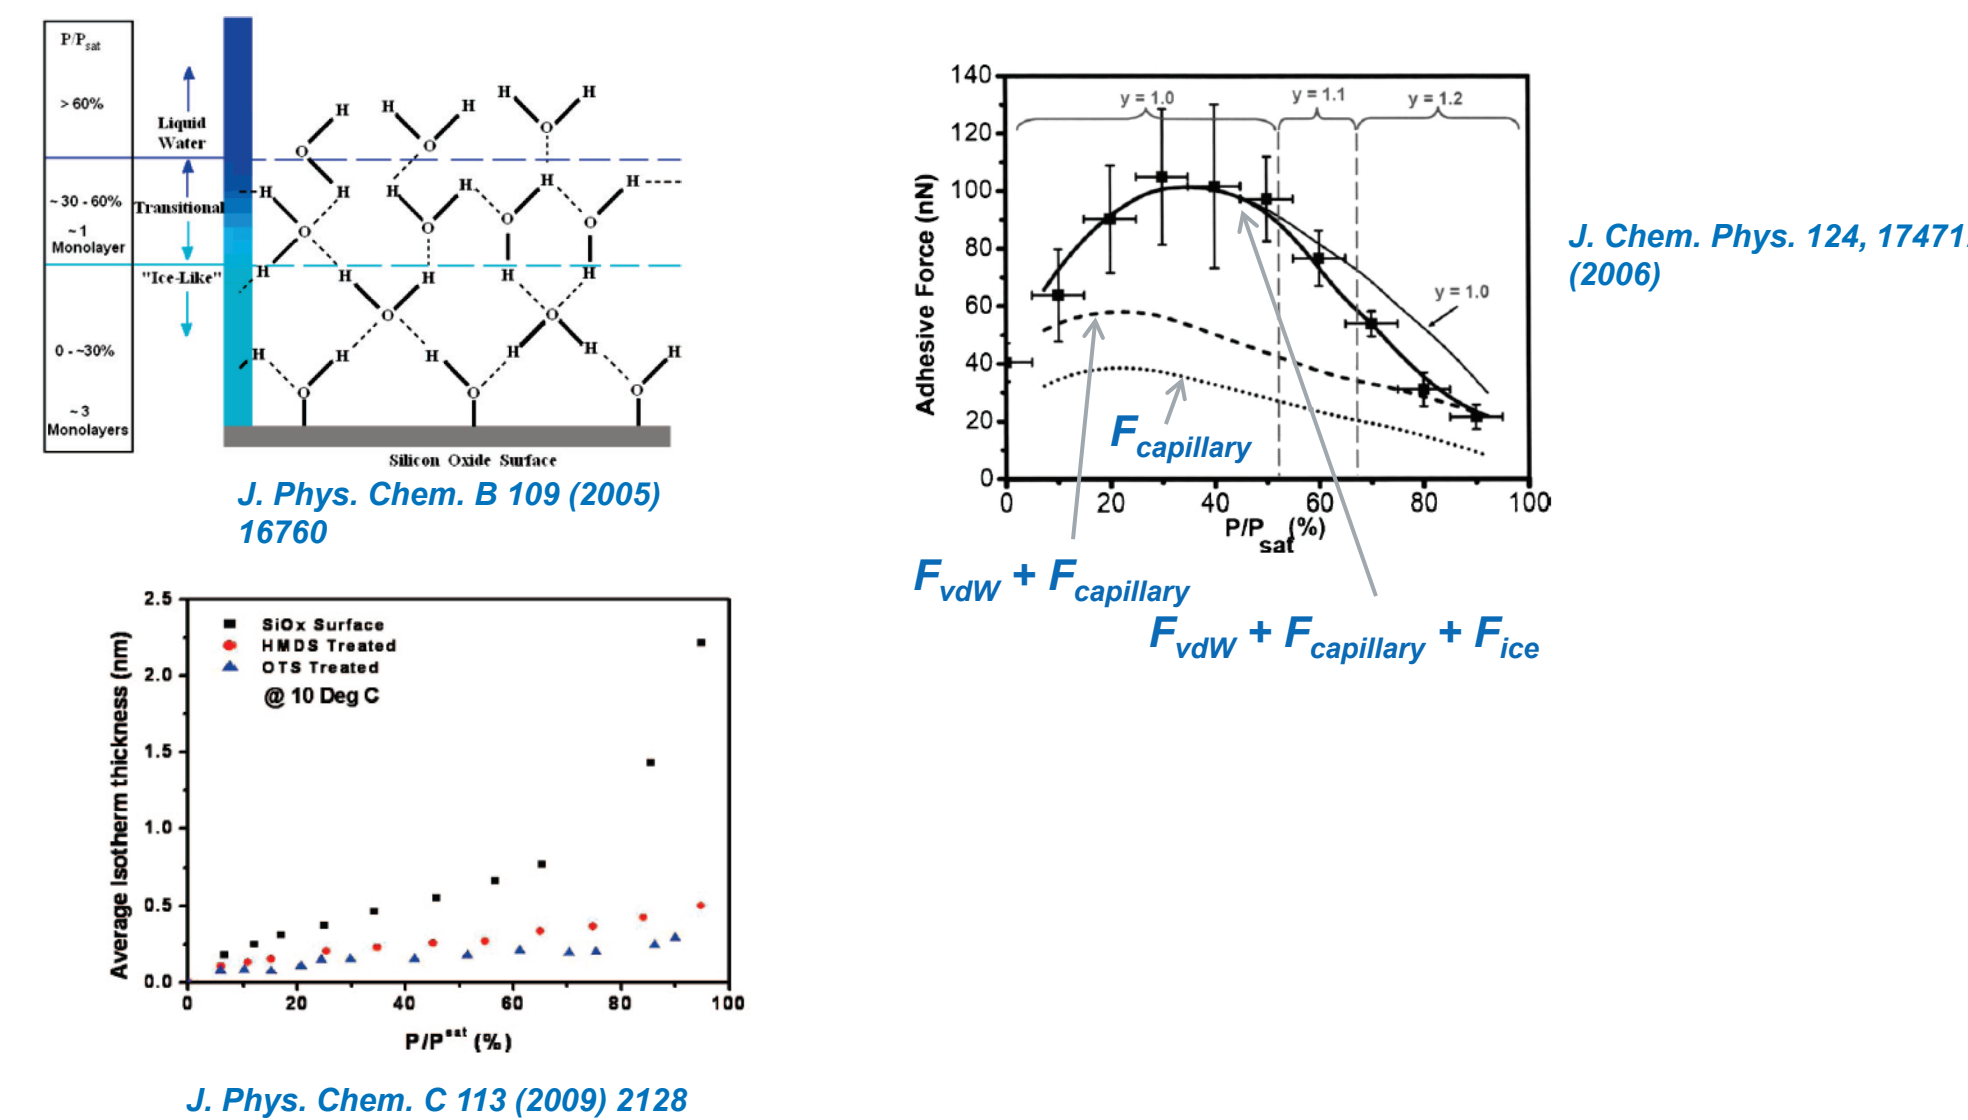 P/Psat
> 60%
~ 30 - 60%
~ 1
Monolayer
0 - ~30%
~ 3
Monolayers
Liquid
Water
Transitional
"Ice-Like"
H H H H H
O O O
H H H H H H
O O O O
H H H H H
O O
H H H H H H
O O O
Silicon Oxide Surface
J. Phys. Chem. B 109 (2005)
16760
Adhesive Force (nN)
140
120
100
80
60
40
20
0
y = 1.0
y = 1.1
y = 1.2
y = 1.0
0 20 40 60 80 100
P/Psat (%)
Fcapillary
FvdW + Fcapillary
FvdW + Fcapillary + Fice
J. Chem. Phys. 124, 17471
(2006)
Average Isotherm thickness (nm)
2.5
2.0
1.5
1.0
0.5
0.0
SiOx Surface
HMDS Treated
OTS Treated
@ 10 Deg C
0 20 40 60 80 100
P/Psat (%)
J. Phys. Chem. C 113 (2009) 2128